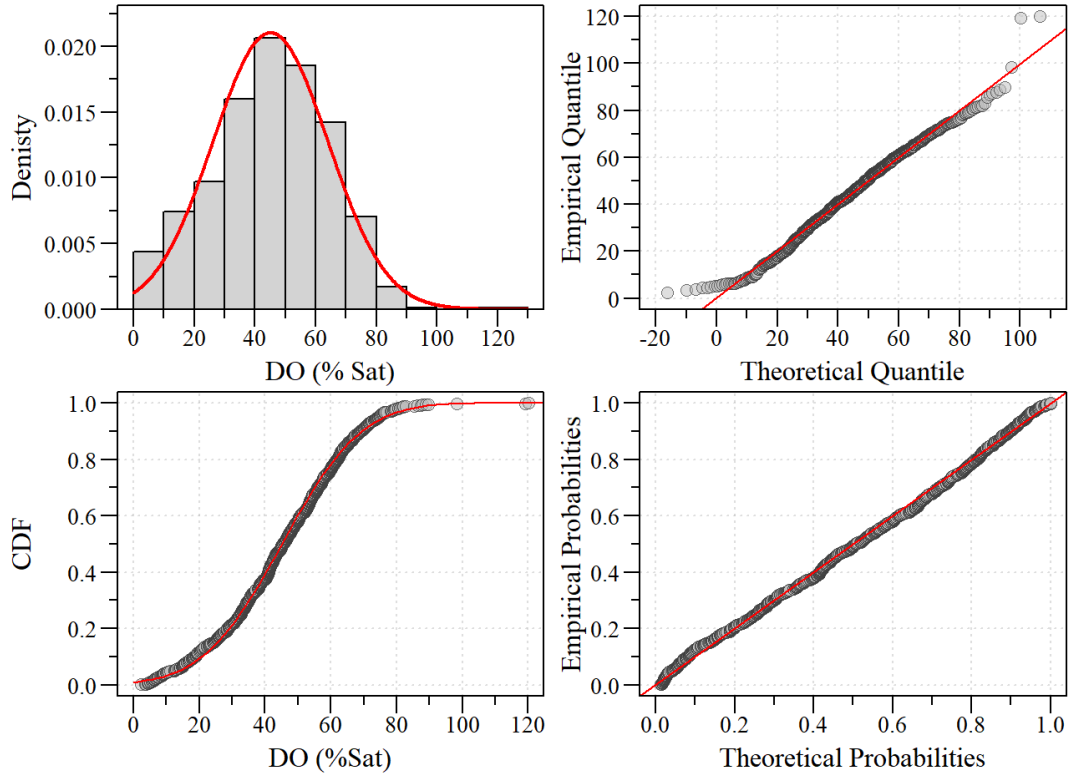 0.020
0.015
0.010
0.005
0.000
Denisty
0 20 40 60 80 100 120
DO (% Sat)
120
100
80
60
40
20
0
Empirical Quantile
-20 0 20 40 60 80 100
Theoretical Quantile
1.0
0.8
0.6
0.4
0.2
0.0
CDF
0 20 40 60 80 100 120
DO (%Sat)
1.0
0.8
0.6
0.4
0.2
0.0
Empirical Probabilities
0.0 0.2 0.4 0.6 0.8 1.0
Theoretical Probabilities